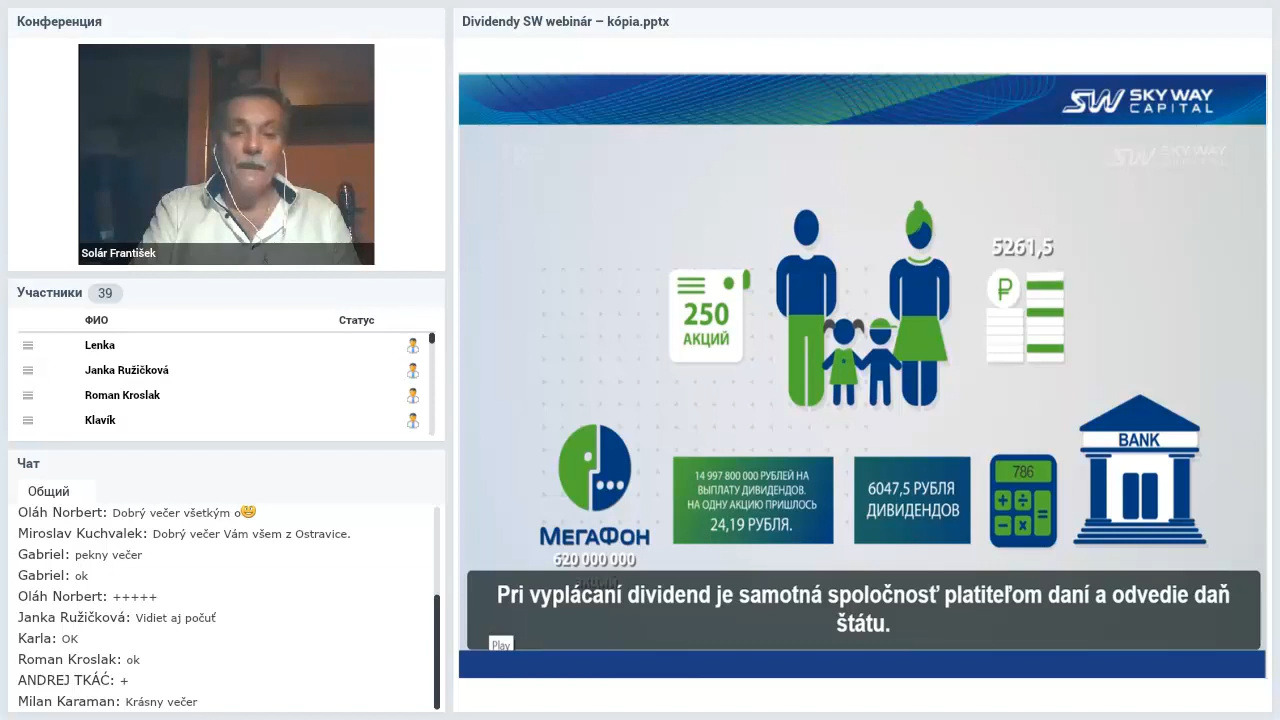 Конференция
Solár František
Участники 39
ФИО Статус
Lenka
Janka Ružičková
Roman Kroslak
Klavík
Чат
Общий
Oláh Norbert: Dobrý večer všetkým o
Miroslav Kuchvalek: Dobrý večer Vám všem z Ostravice.
Gabriel: pekny večer
Gabriel: ok
Oláh Norbert: +++++
Janka Ružičková: Vidiet aj počuť
Karla: OK
Roman Kroslak: ok
ANDREJ TKÁČ: +
Milan Karaman: Krásny večer
Dividendy SW webinár – kópia.pptx
SW SKY WAY
CAPITAL
SW SKY WAY
CAPITAL
250
АКЦИЙ
5261,5
₽
BANK
МЕГАФОН
620 000 000
АКЦИЙ
14 997 800 000 РУБЛЕЙ НА
ВЫПЛАТУ ДИВИДЕНДОВ.
НА ОДНУ АКЦИЮ ПРИШЛОСЬ
24,19 РУБЛЯ.
6047,5 РУБЛЯ
ДИВИДЕНДОВ
786
+ ÷
− × =
Pri vyplácaní dividend je samotná spoločnosť platiteľom daní a odvedie daň
štátu.
Play